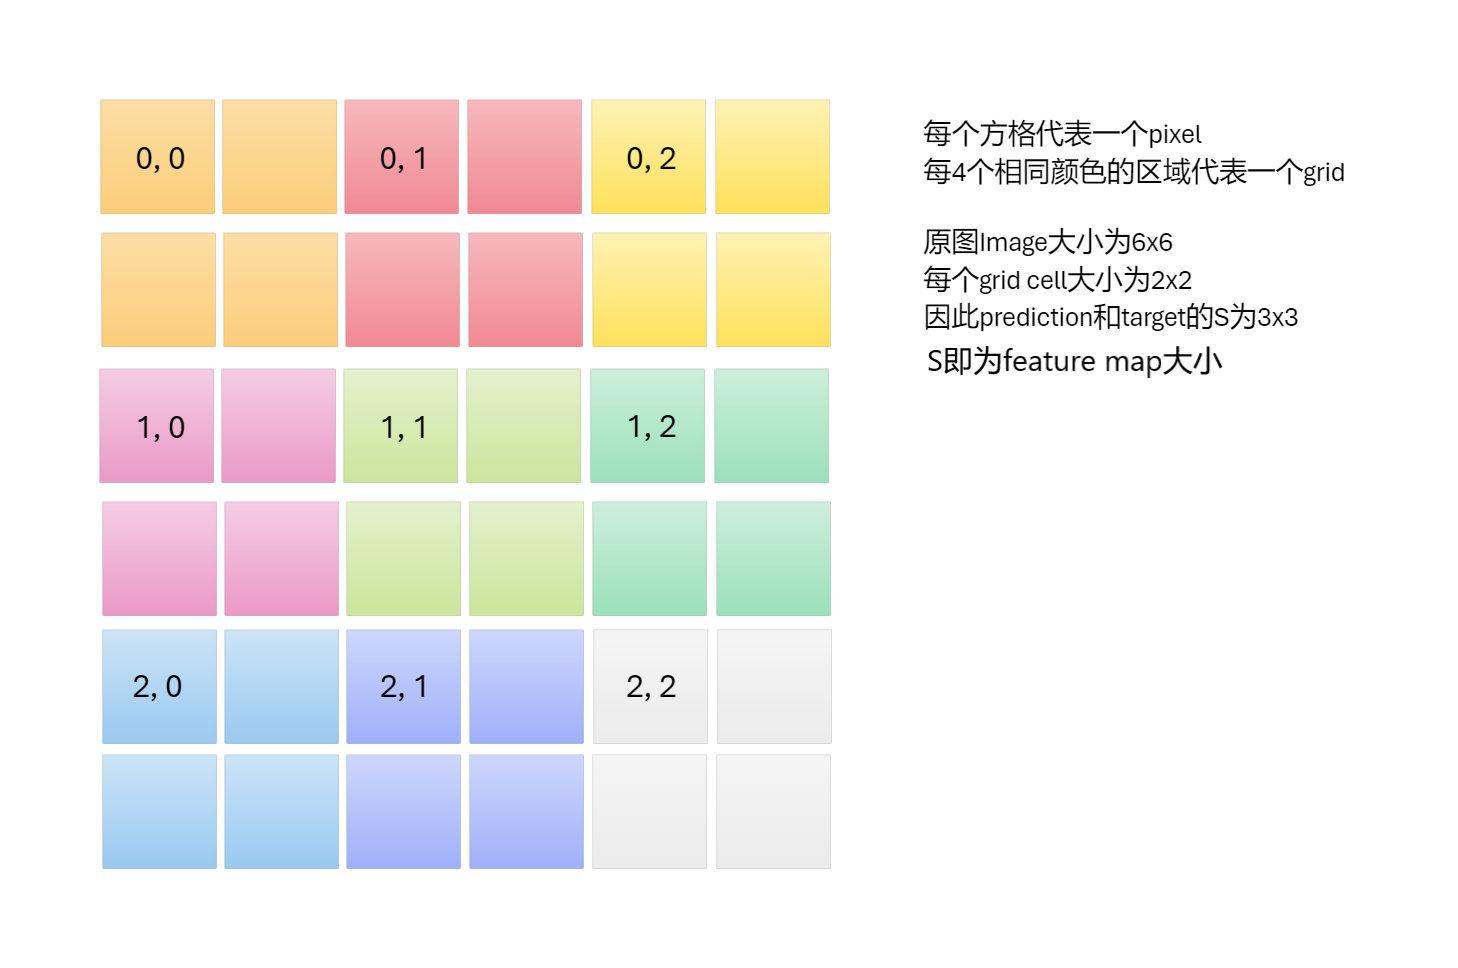 0, 0
0, 1
0, 2
每个方格代表一个pixel
每4个相同颜色的区域代表一个grid
原图Image大小为6x6
每个grid cell大小为2x2
因此prediction和target的S为3x3
S即为feature map大小
1, 0
1, 1
1, 2
2, 0
2, 1
2, 2